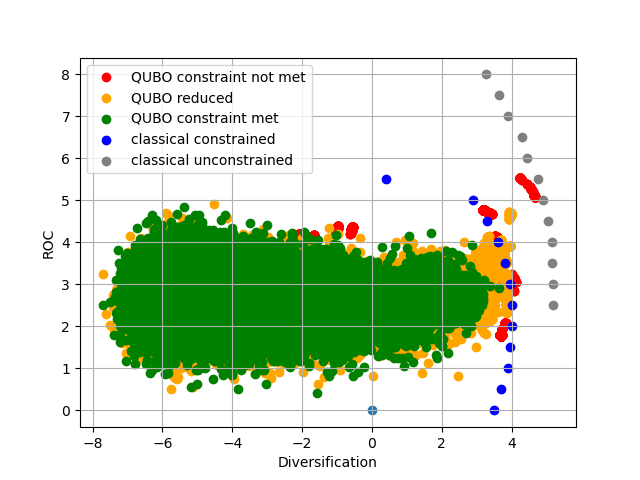 QUBO constraint not met
QUBO reduced
QUBO constraint met
classical constrained
classical unconstrained
8
7
6
5
4
3
2
1
0
ROC
−8 −6 −4 −2 0 2 4
Diversification